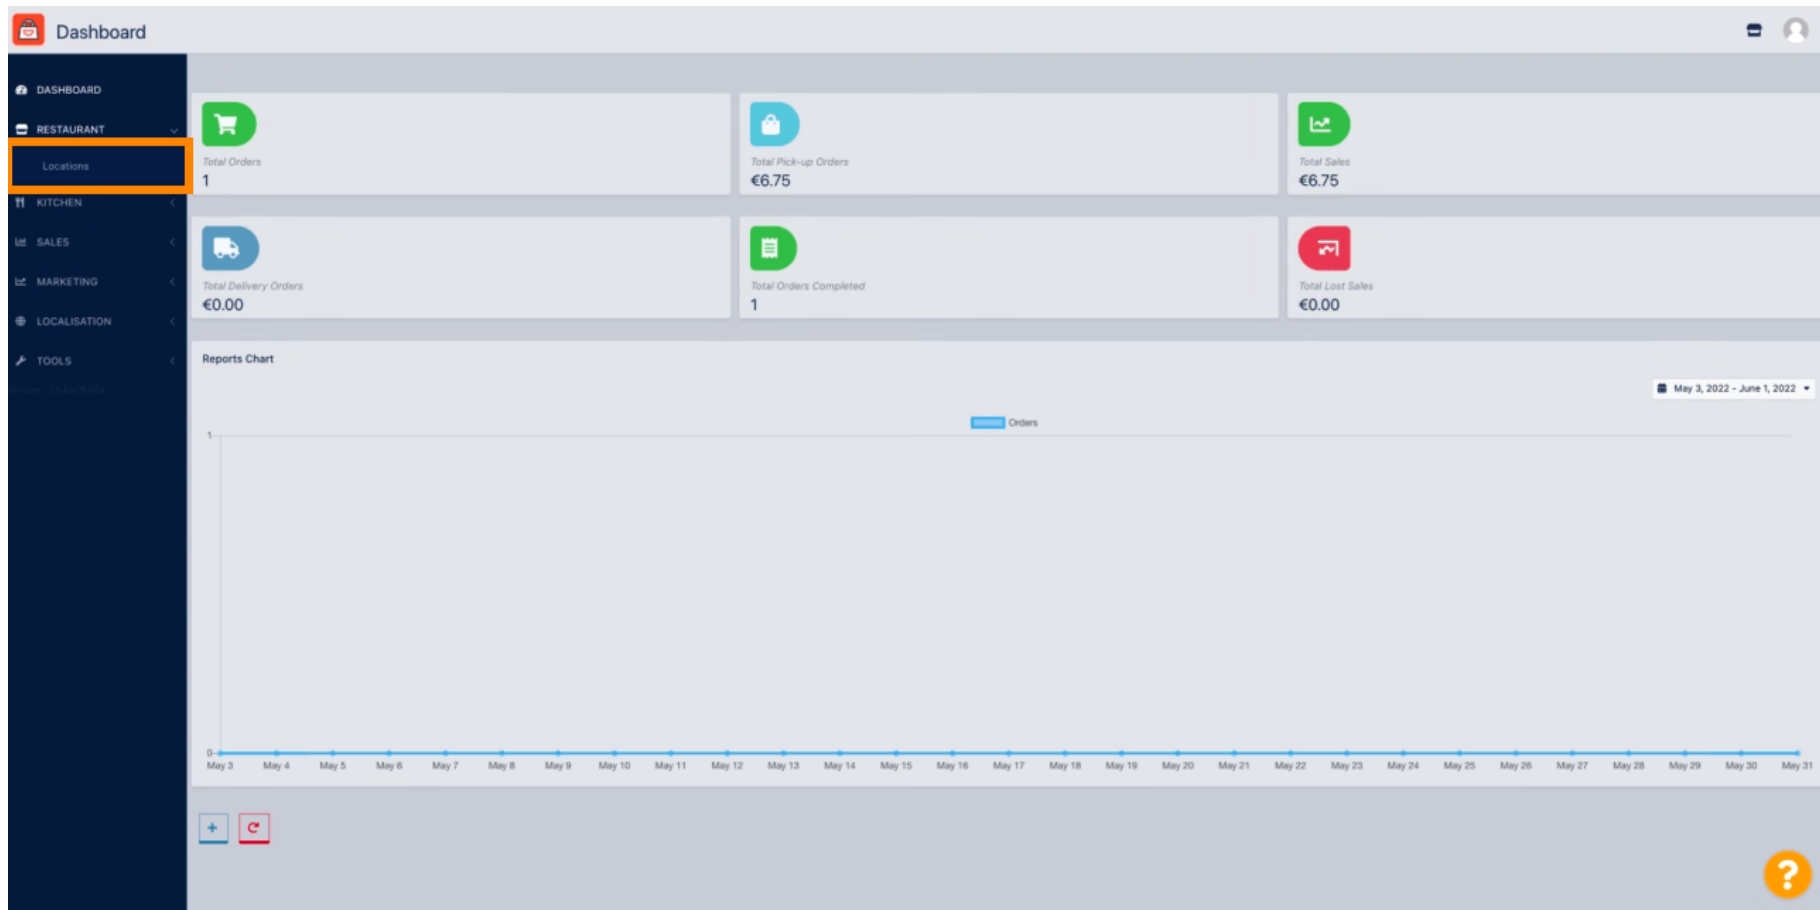 Dashboard
DASHBOARD
RESTAURANT
Locations
KITCHEN
SALES
MARKETING
LOCALISATION
TOOLS
Total Orders
1
Total Pick-up Orders
€6.75
Total Sales
€6.75
Total Delivery Orders
€0.00
Total Orders Completed
1
Total Lost Sales
€0.00
Reports Chart
May 3, 2022 - June 1, 2022
Orders
1
0
May 3 May 4 May 5 May 6 May 7 May 8 May 9 May 10 May 11 May 12 May 13 May 14 May 15 May 16 May 17 May 18 May 19 May 20 May 21 May 22 May 23 May 24 May 25 May 26 May 27 May 28 May 29 May 30 May 31
?